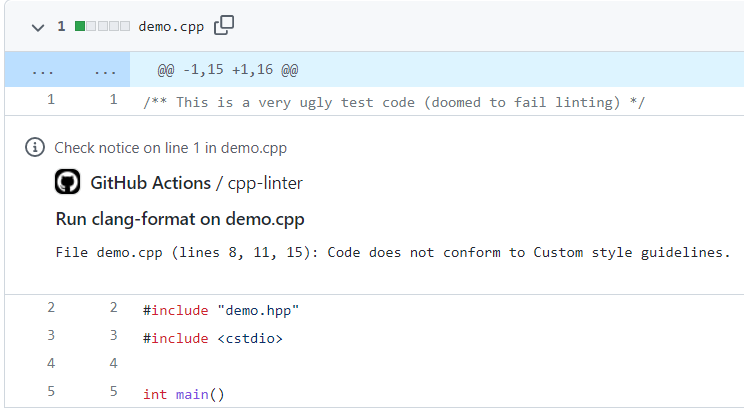 1 demo.cpp
... ... @@ -1,15 +1,16 @@
1 1 /** This is a very ugly test code (doomed to fail linting) */
Check notice on line 1 in demo.cpp
GitHub Actions / cpp-linter
Run clang-format on demo.cpp
File demo.cpp (lines 8, 11, 15): Code does not conform to Custom style guidelines.
2 2 #include "demo.hpp"
3 3 #include <cstdio>
4 4
5 5 int main()